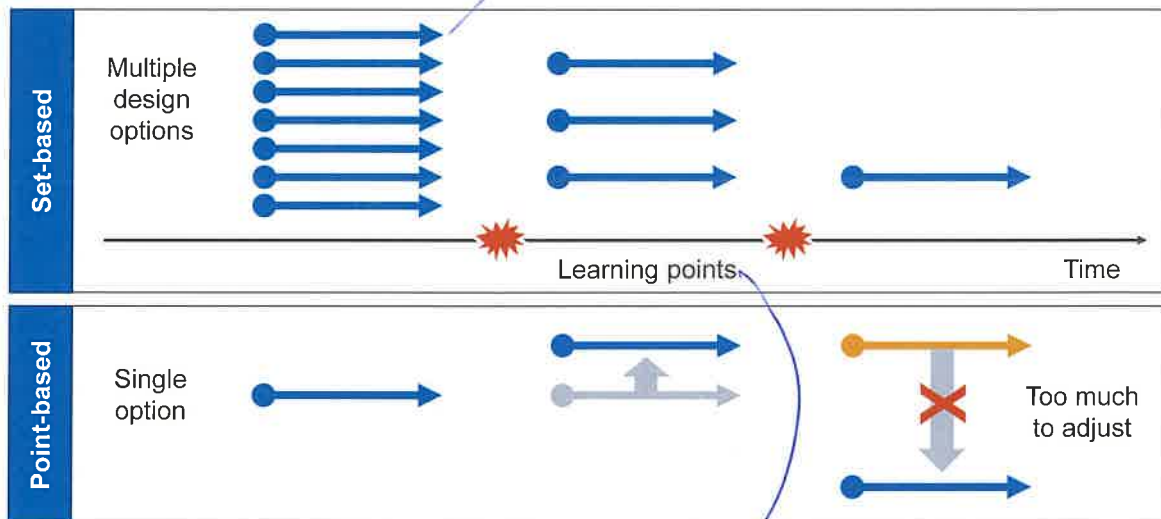 Set-based
Multiple
design
options
Learning points
Time
Point-based
Single
option
Too much
to adjust